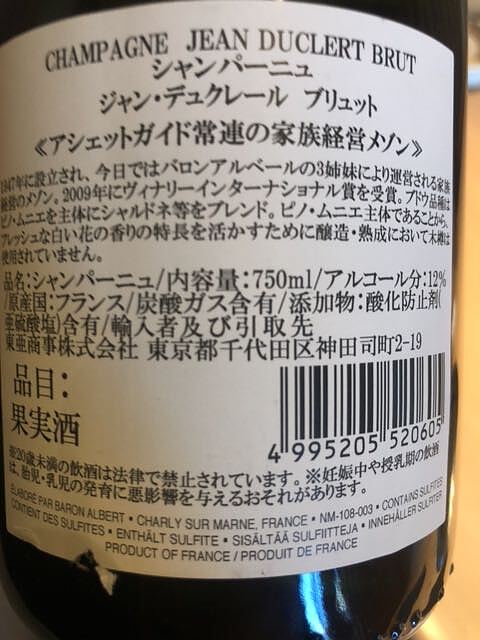 CHAMPAGNE JEAN DUCLERT BRUT
シャンパーニュ
ジャン・デュクレール ブリュット
《アシェットガイド常連の家族経営メゾン》
1947年に設立され、今日ではバロンアルベールの3姉妹により運営される家族
経営のメゾン。2009年にヴィナリーインターナショナル賞を受賞。ブドウ品種は
ピノ・ムニエを主体にシャルドネ等をブレンド。ピノ・ムニエ主体であることから、
フレッシュな白い花の香りの特長を活かすために醸造・熟成において木樽は
使用されていません。
品名:シャンパーニュ/内容量:750ml/アルコール分:12%
/原産国:フランス/炭酸ガス含有/添加物:酸化防止剤(
亜硫酸塩)含有/輸入者及び引取先
東亜商事株式会社 東京都千代田区神田司町2-19
品目:
果実酒
4 995205 520605
※20歳未満の飲酒は法律で禁止されています。※妊娠中や授乳期の飲酒
は、胎児・乳児の発育に悪影響を与えるおそれがあります。
ÉLABORÉ PAR BARON ALBERT • CHARLY SUR MARNE, FRANCE • NM-108-003 • CONTAINS SULFITES
CONTIENT DES SULFITES • ENTHÄLT SULFITE • SISÄLTÄÄ SULFIITTEJA • INNEHÅLLER SULFITER
PRODUCT OF FRANCE / PRODUIT DE FRANCE